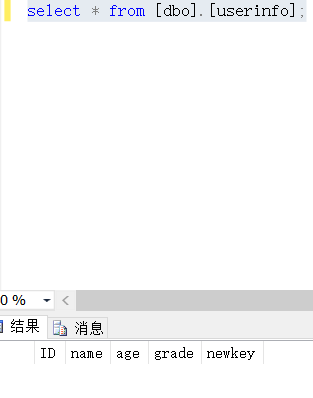 select * from [dbo].[userinfo];
0 %
结果 消息
ID name age grade newkey